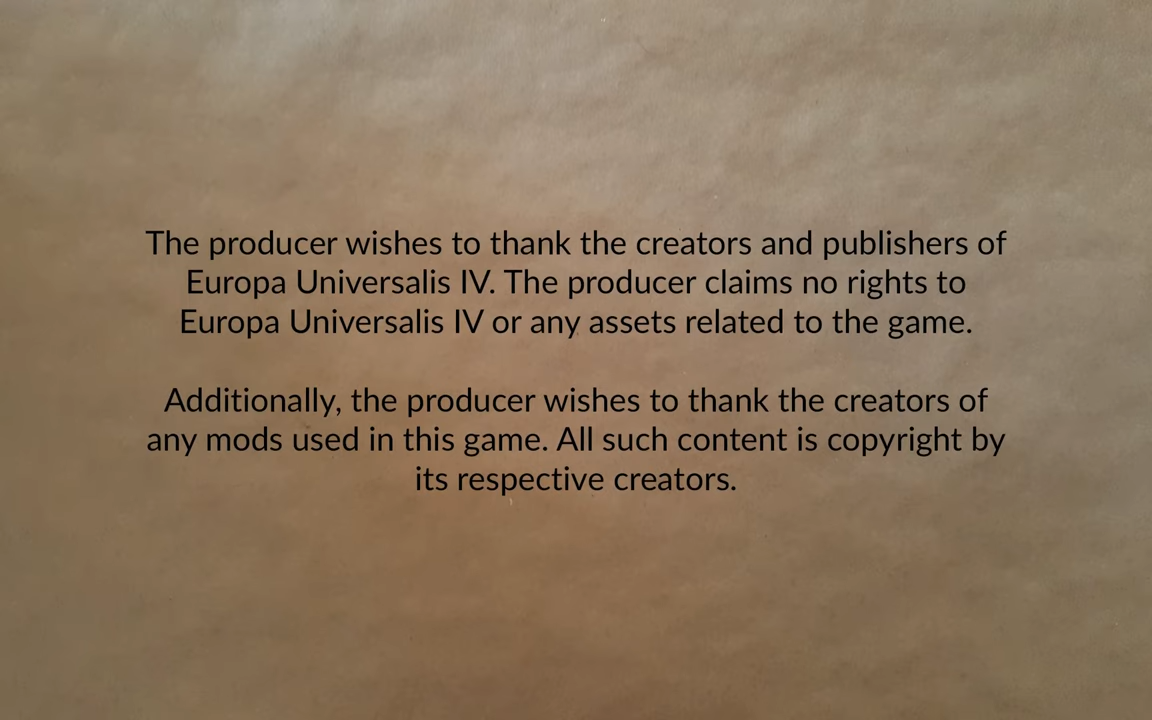 The producer wishes to thank the creators and publishers of
Europa Universalis IV. The producer claims no rights to
Europa Universalis IV or any assets related to the game.
Additionally, the producer wishes to thank the creators of
any mods used in this game. All such content is copyright by
its respective creators.